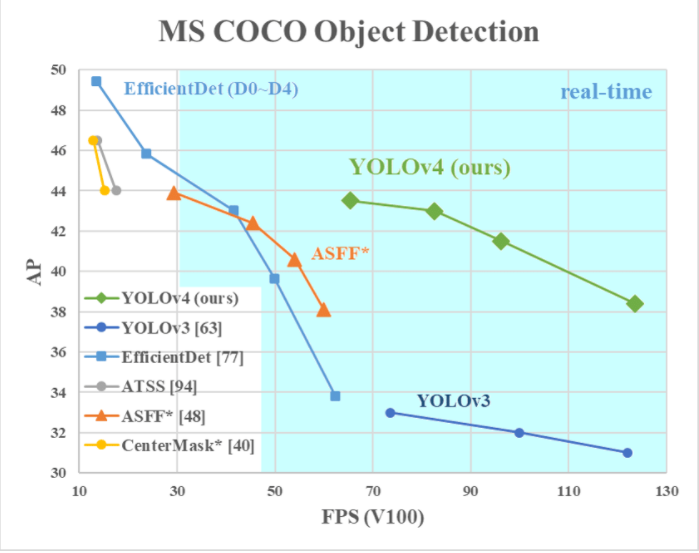 MS COCO Object Detection
50
48
46
44
42
40
38
36
34
32
30
AP
EfficientDet (D0~D4)
real-time
YOLOv4 (ours)
ASFF*
YOLOv3
YOLOv4 (ours)
YOLOv3 [63]
EfficientDet [77]
ATSS [94]
ASFF* [48]
CenterMask* [40]
10 30 50 70 90 110 130
FPS (V100)